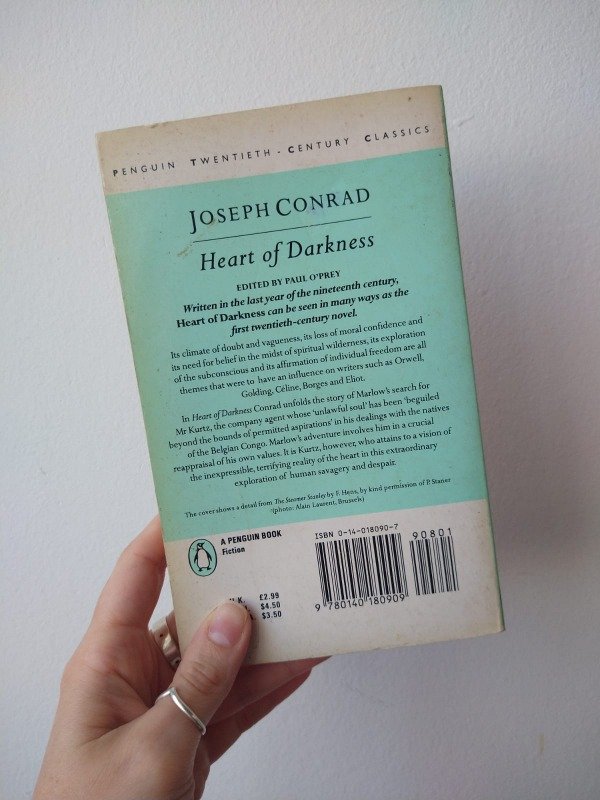 PENGUIN TWENTIETH-CENTURY CLASSICS
JOSEPH CONRAD
Heart of Darkness
EDITED BY PAUL O'PREY
Written in the last year of the nineteenth century,
Heart of Darkness can be seen in many ways as the
first twentieth-century novel.
Its climate of doubt and vagueness, its loss of moral confidence and
its need for belief in the midst of spiritual wilderness, its exploration
of the subconscious and its affirmation of individual freedom are all
themes that were to have an influence on writers such as Orwell,
Golding, Céline, Borges and Eliot.
In Heart of Darkness Conrad unfolds the story of Marlow's search for
Mr Kurtz, the company agent whose 'unlawful soul' has been 'beguiled
beyond the bounds of permitted aspirations' in his dealings with the natives
of the Belgian Congo. Marlow's adventure involves him in a crucial
reappraisal of his own values. It is Kurtz, however, who attains to a vision of
the inexpressible, terrifying reality of the heart in this extraordinary
exploration of human savagery and despair.
The cover shows a detail from The Steamer Stanley by F. Hens, by kind permission of P. Stanier
(photo: Alain Laurent, Brussels)
A PENGUIN BOOK
Fiction
ISBN 0-14-018090-7
90801
9 780140 180909
U.K. £2.99
$4.50
$3.50